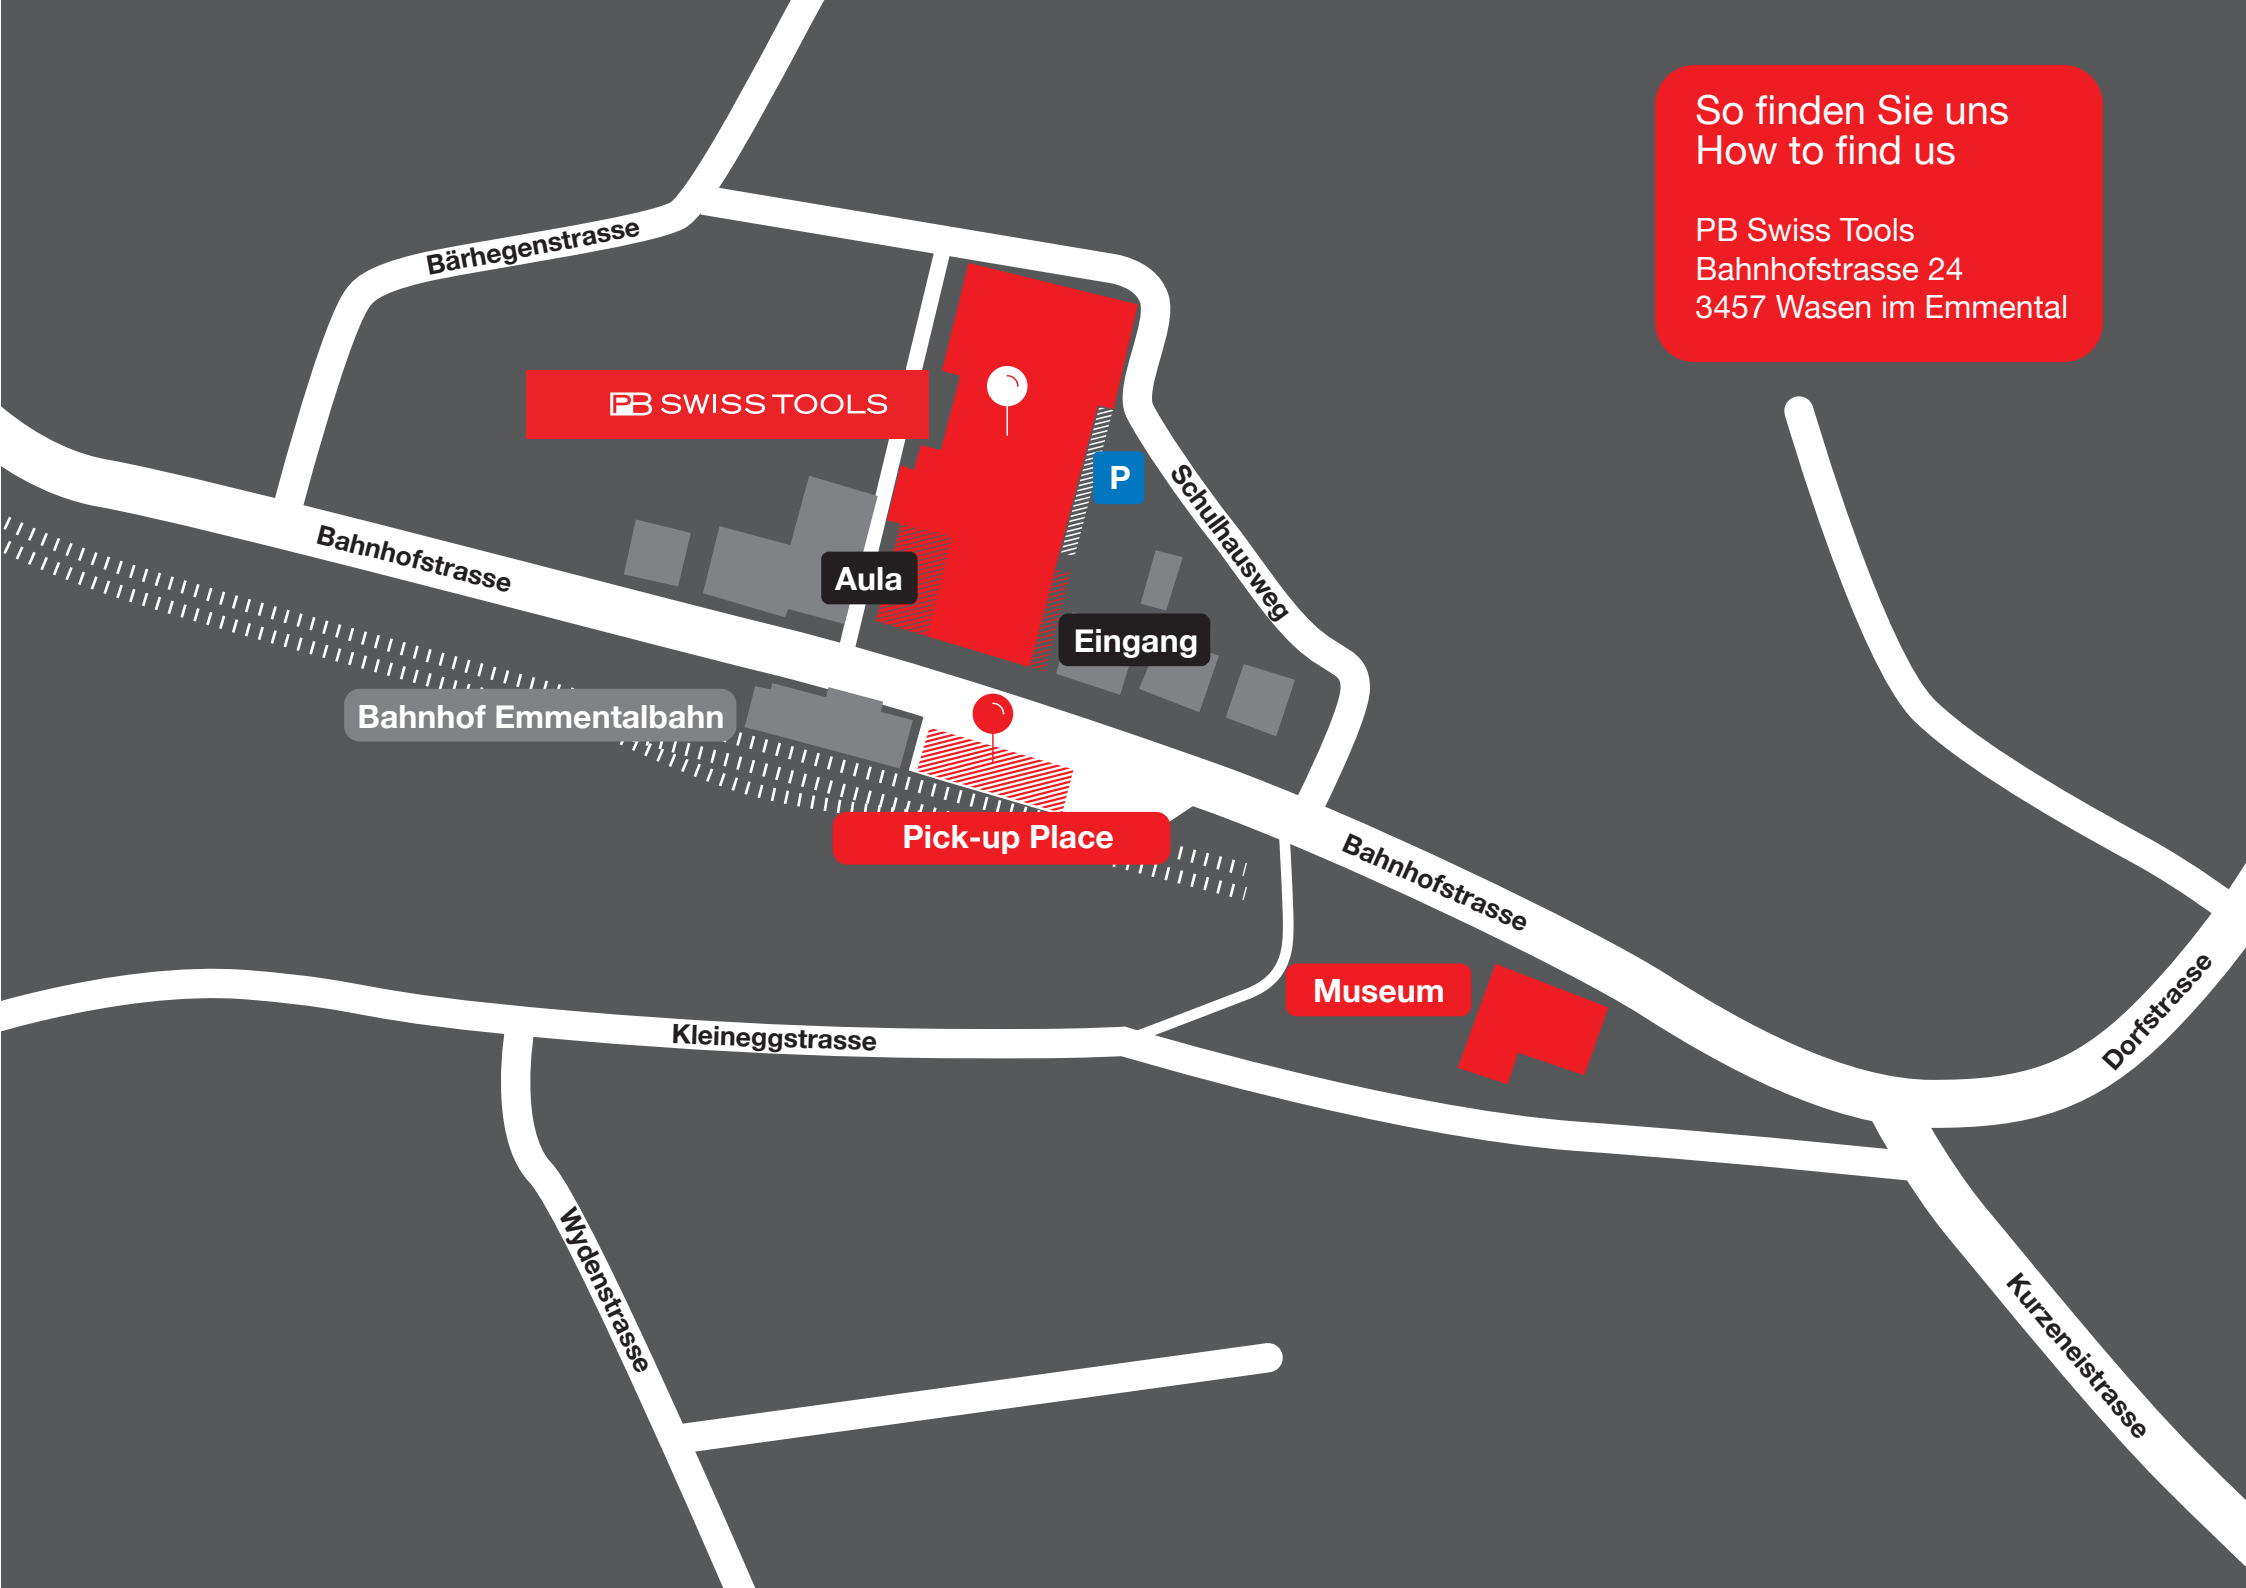 So finden Sie uns
How to find us
PB Swiss Tools
Bahnhofstrasse 24
3457 Wasen im Emmental
Bärhegenstrasse
PB SWISS TOOLS
P
Schulhausweg
Bahnhofstrasse
Aula
Eingang
Bahnhof Emmentalbahn
Pick-up Place
Bahnhofstrasse
Museum
Dorfstrasse
Kleineggstrasse
Wydenstrasse
Kurzeneistrasse